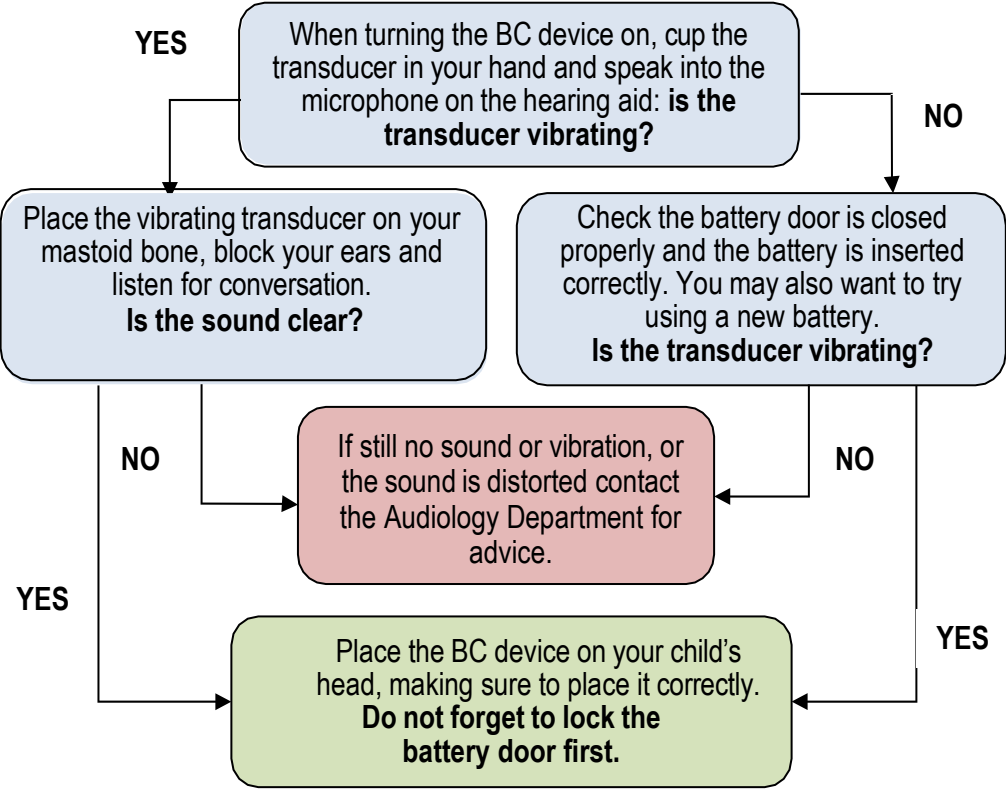 YES
When turning the BC device on, cup the
transducer in your hand and speak into the
microphone on the hearing aid: is the
transducer vibrating?
NO
Place the vibrating transducer on your
mastoid bone, block your ears and
listen for conversation.
Is the sound clear?
Check the battery door is closed
properly and the battery is inserted
correctly. You may also want to try
using a new battery.
Is the transducer vibrating?
NO
If still no sound or vibration, or
the sound is distorted contact
the Audiology Department for
advice.
NO
YES
Place the BC device on your child’s
head, making sure to place it correctly.
Do not forget to lock the
battery door first.
YES